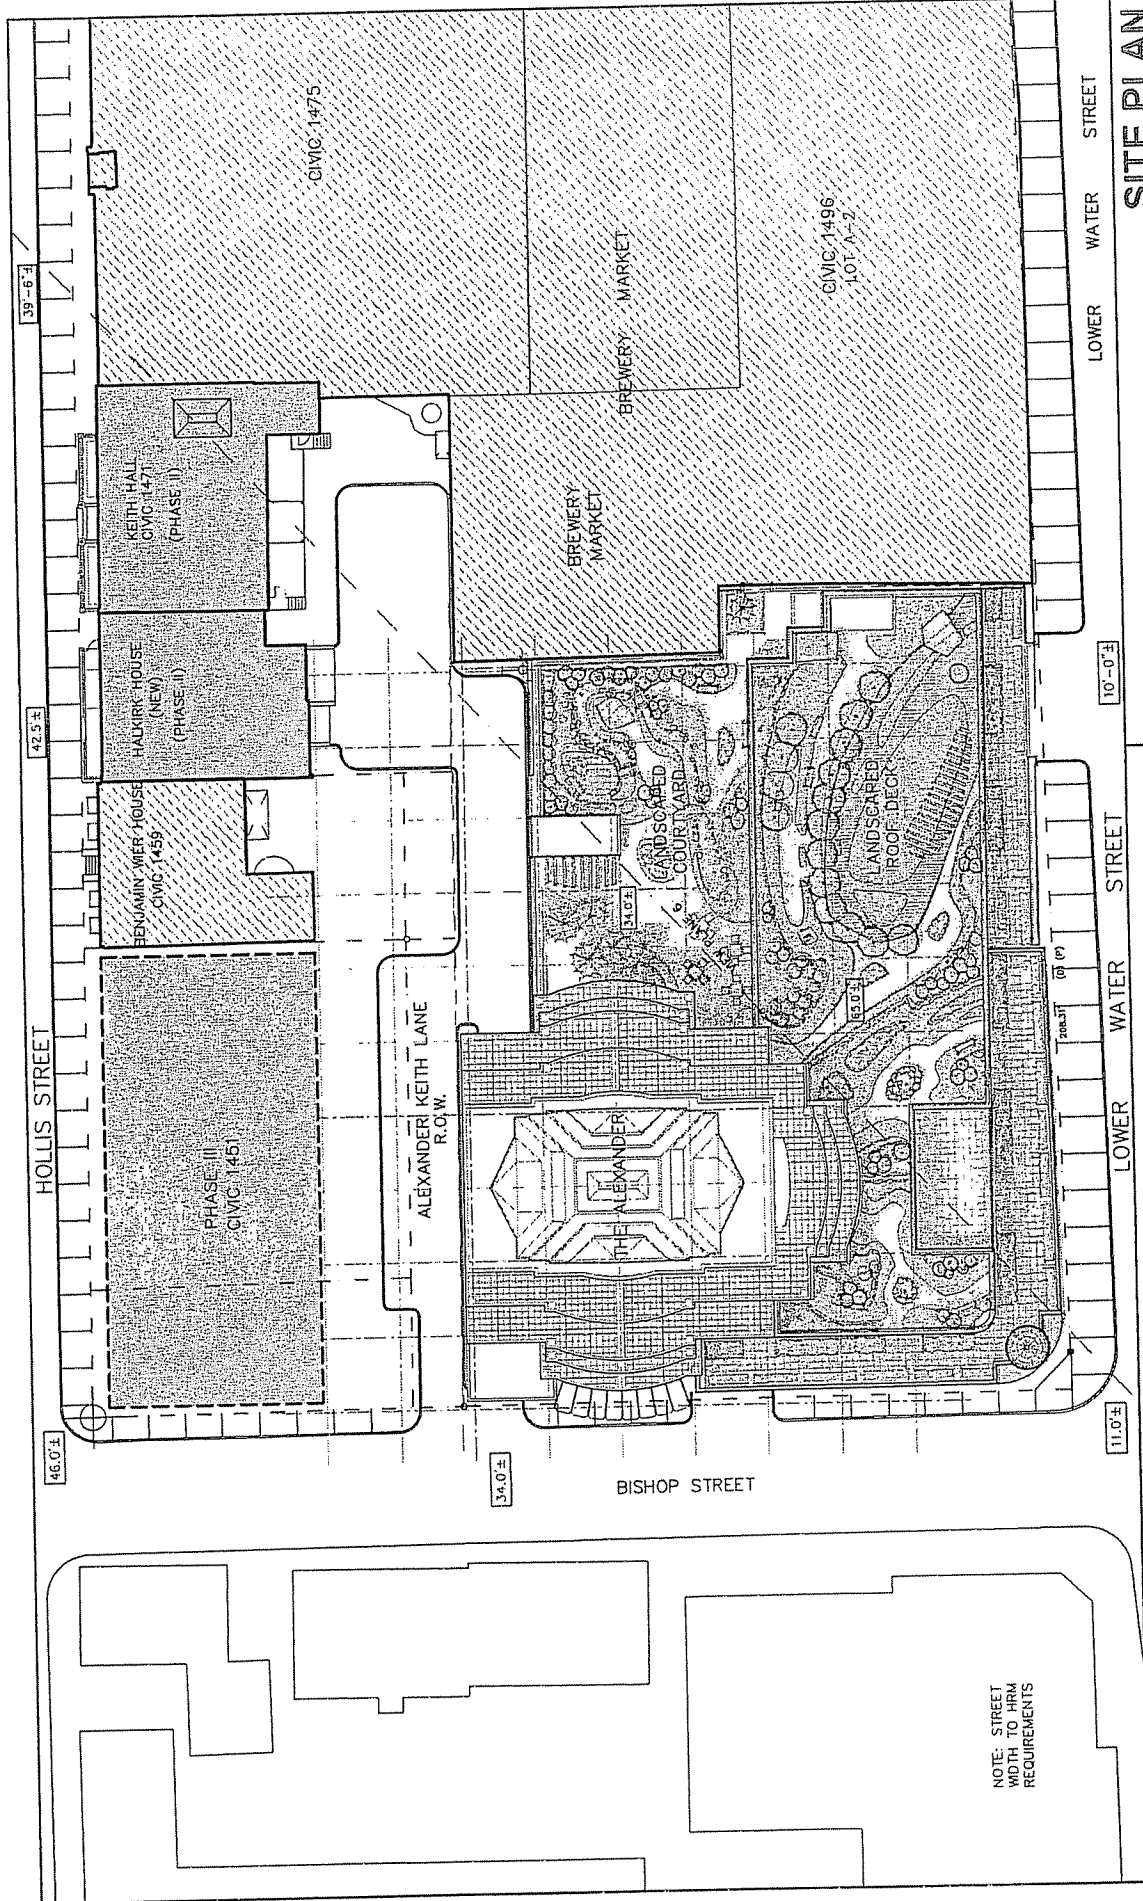 SITE PLAN
HOLLIS STREET
39'-6"±
42.5'±
46.0'±
CIVIC 1475
KEITH HALL
CIVIC 1471
(PHASE II)
HALKIRK HOUSE
(NEW)
(PHASE II)
BENJAMIN WIER HOUSE
CIVIC 1459
PHASE III
CIVIC 1451
ALEXANDER KEITH LANE
R.O.W.
BREWERY MARKET
CIVIC 1496
LOT A-2
BREWERY
MARKET
LANDSCAPED
COURTYARD
34.0'±
LANDSCAPED
ROOF DECK
THE ALEXANDER
34.0'±
BISHOP STREET
LOWER WATER STREET
10'-0"±
LOWER WATER STREET
11.0'±
NOTE: STREET
WDTH TO HRM
REQUIREMENTS